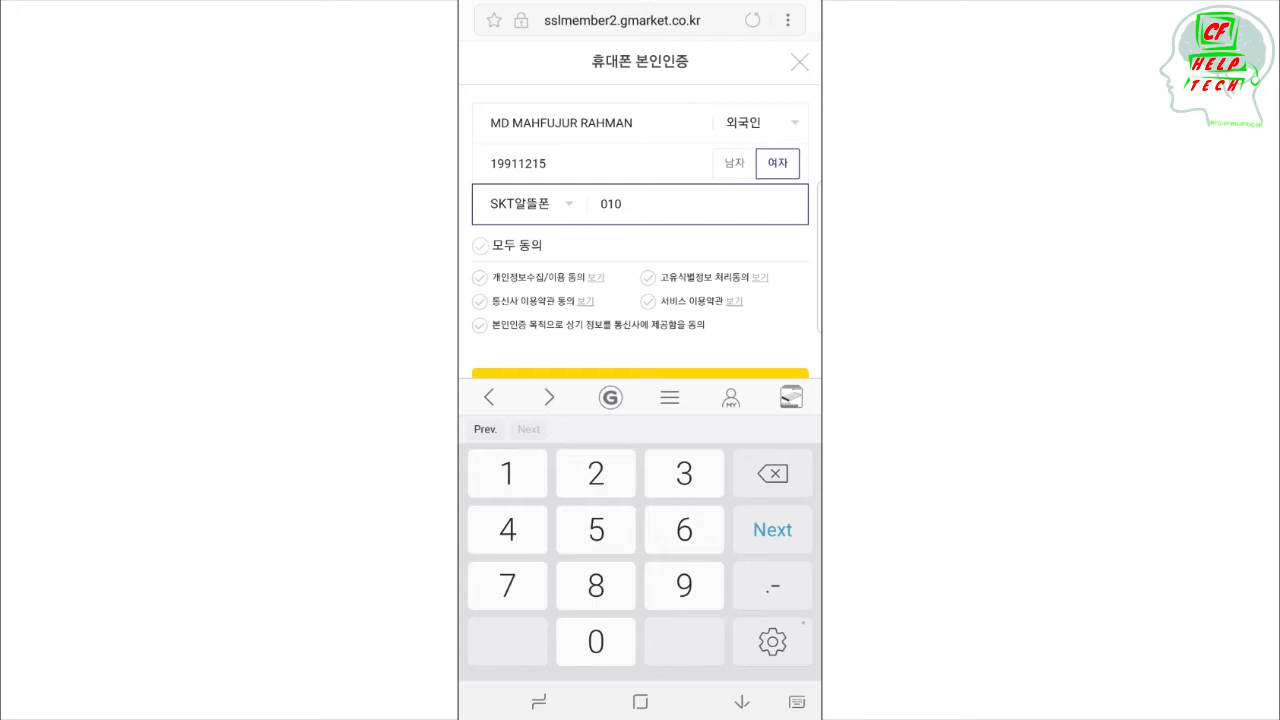 sslmember2.gmarket.co.kr
CF
HELP
TECH
휴대폰 본인인증
MD MAHFUJUR RAHMAN 외국인
19911215 남자 여자
SKT알뜰폰 010
모두 동의
개인정보수집/이용 동의 보기 고유식별정보 처리동의 보기
통신사 이용약관 동의 보기 서비스 이용약관 보기
본인인증 목적으로 상기 정보를 통신사에 제공함을 동의
G MY
Prev. Next
1 2 3
4 5 6 Next
7 8 9 .-
0